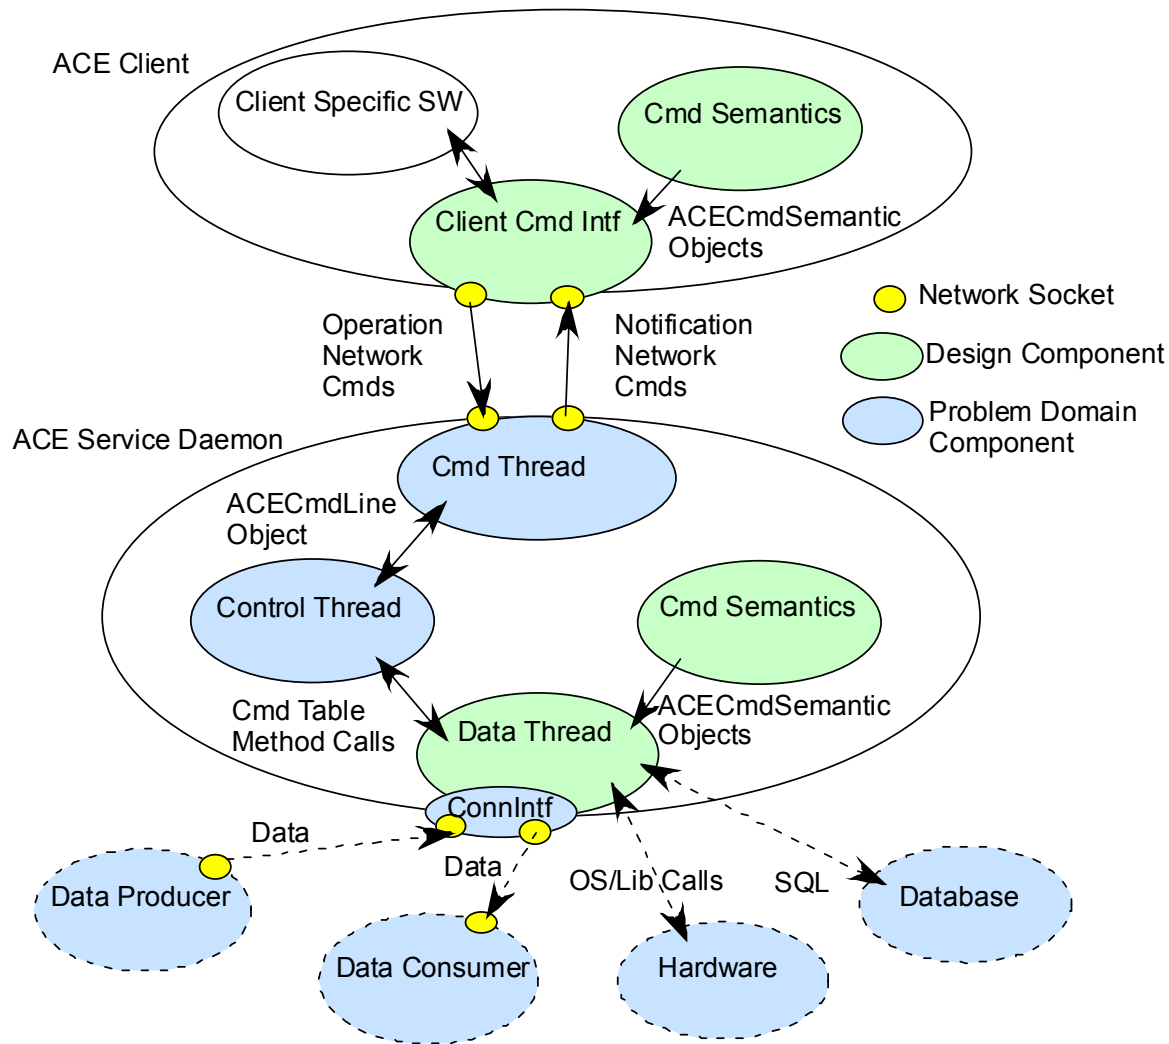 ACE Client
Client Specific SW
Cmd Semantics
Client Cmd Intf
ACECmdSemantic
Objects
Operation
Network
Cmds
Notification
Network
Cmds
Network Socket
Design Component
Problem Domain
Component
ACE Service Daemon
Cmd Thread
ACECmdLine
Object
Control Thread
Cmd Semantics
Cmd Table
Method Calls
Data Thread
ACECmdSemantic
Objects
ConnIntf
Data
Data
OS/Lib Calls
SQL
Data Producer
Data Consumer
Hardware
Database